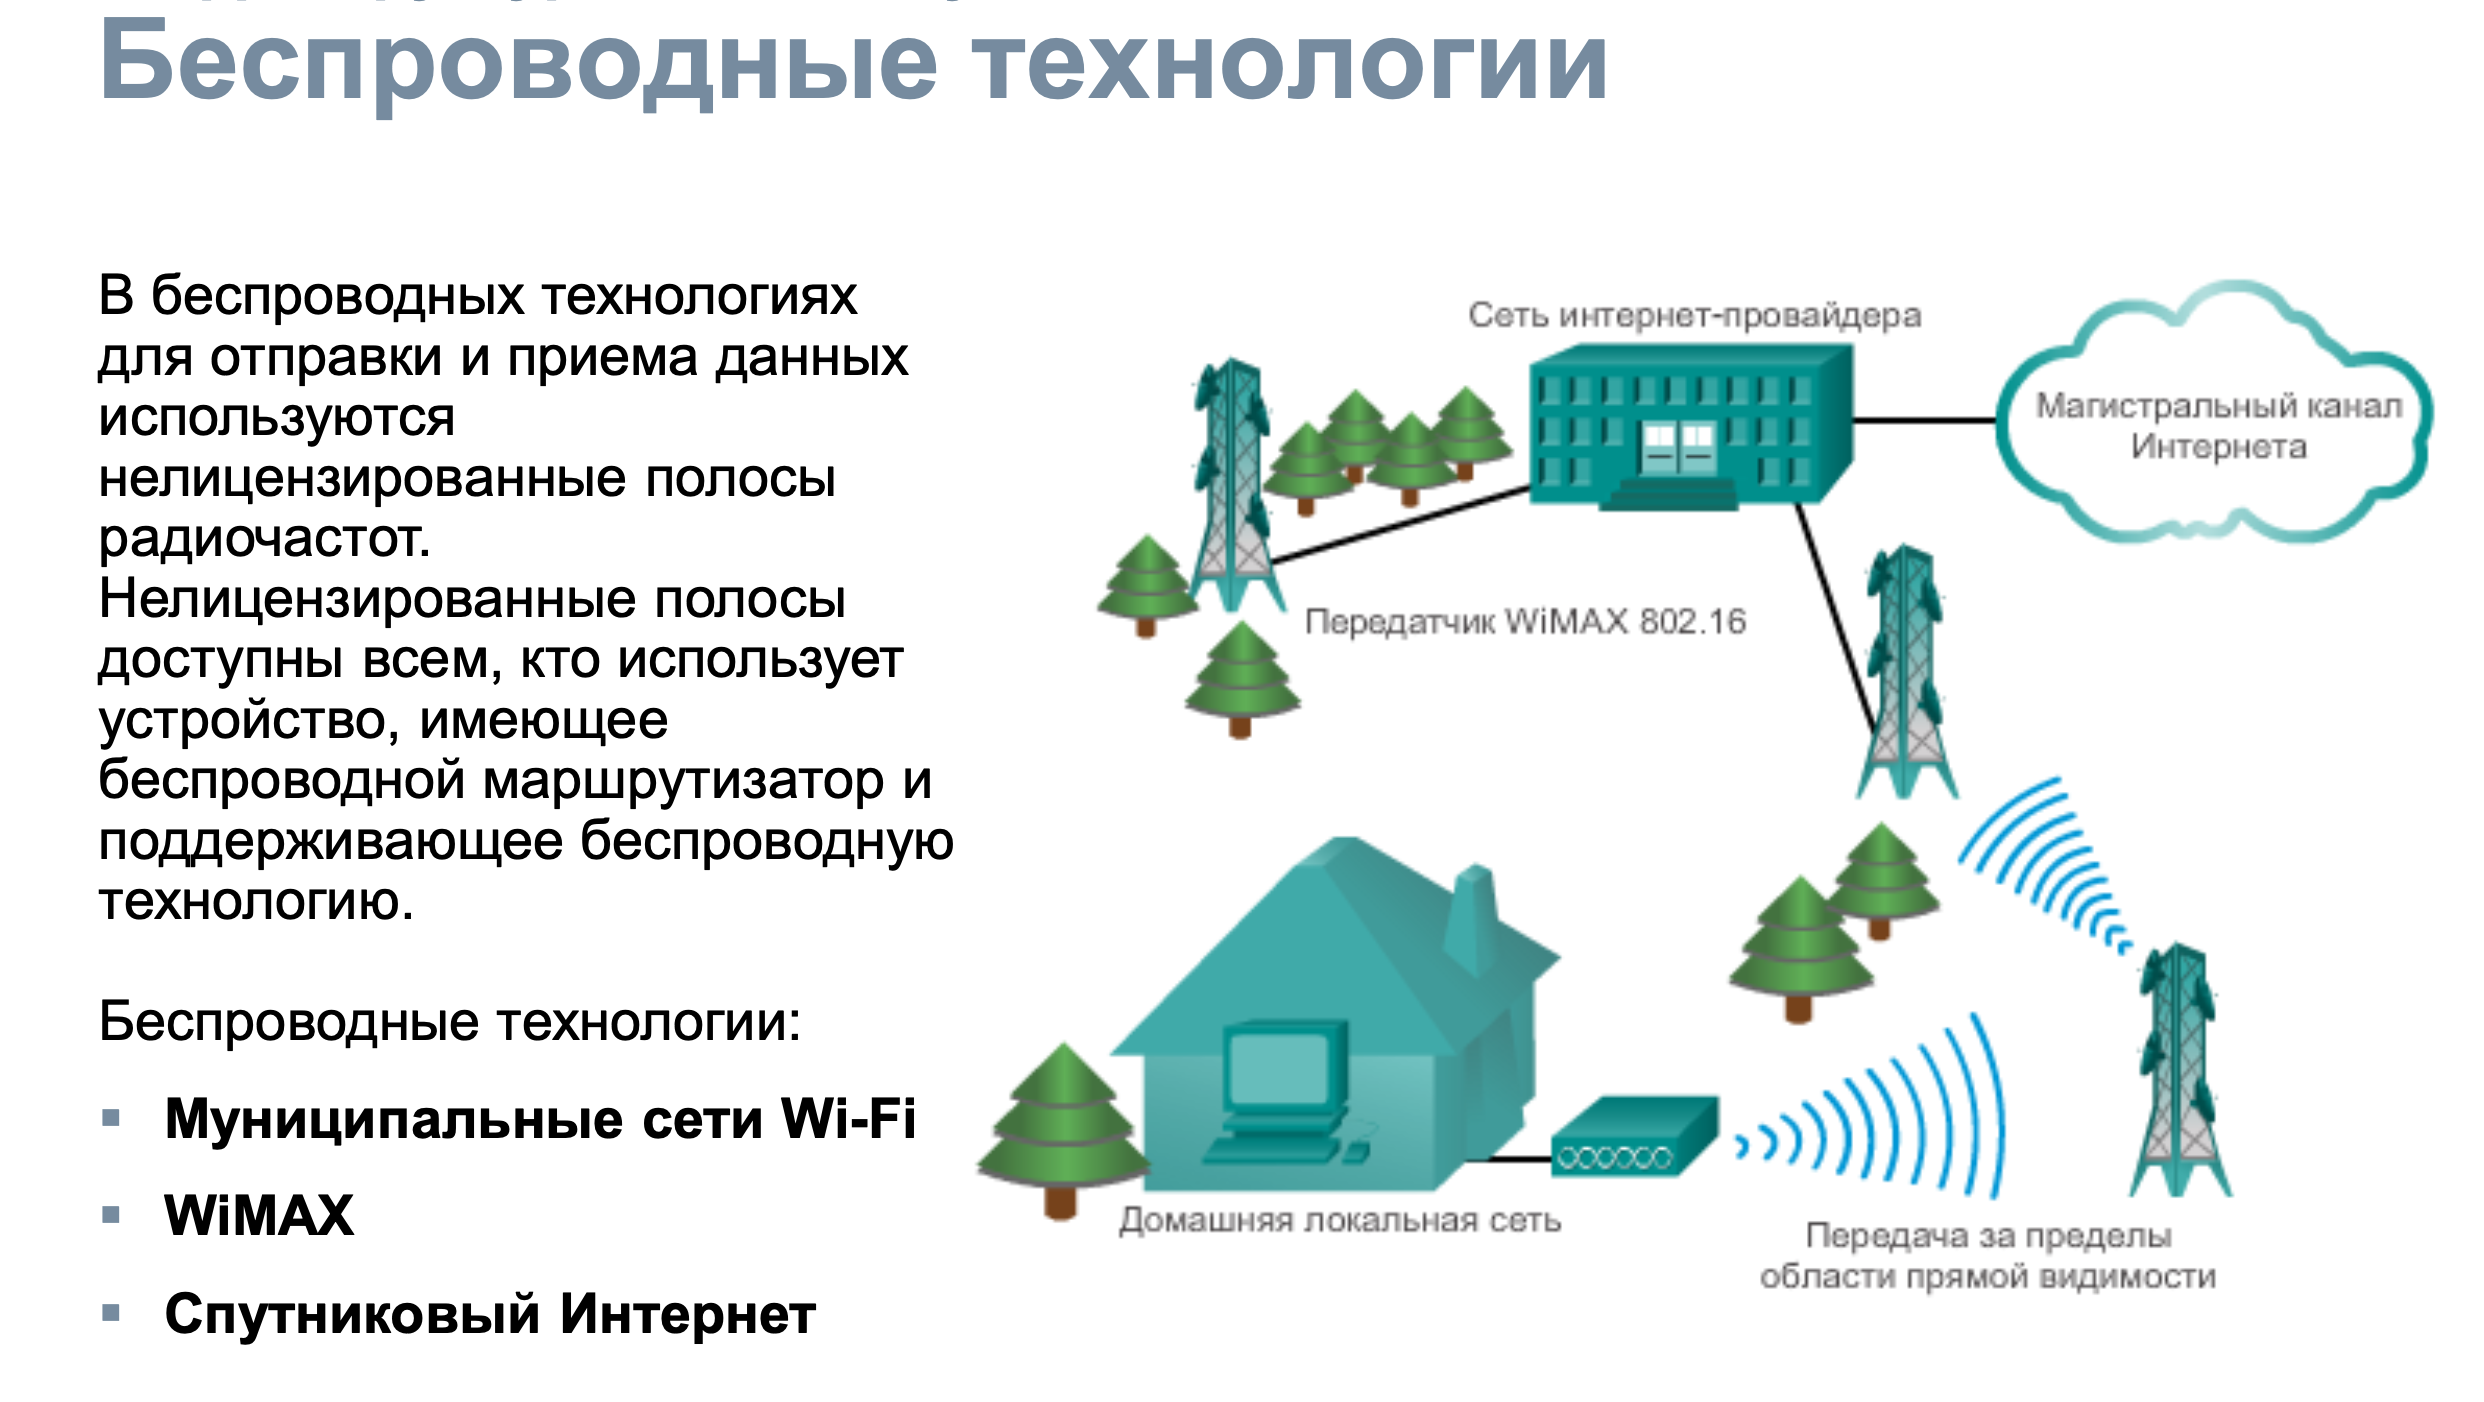 Беспроводные технологии
В беспроводных технологиях
для отправки и приема данных
используются
нелицензированные полосы
радиочастот.
Нелицензированные полосы
доступны всем, кто использует
устройство, имеющее
беспроводной маршрутизатор и
поддерживающее беспроводную
технологию.
Беспроводные технологии:
▪ Муниципальные сети Wi-Fi
▪ WiMAX
▪ Спутниковый Интернет
Сеть интернет-провайдера
Магистральный канал
Интернета
Передатчик WiMAX 802.16
Домашняя локальная сеть
Передача за пределы
области прямой видимости